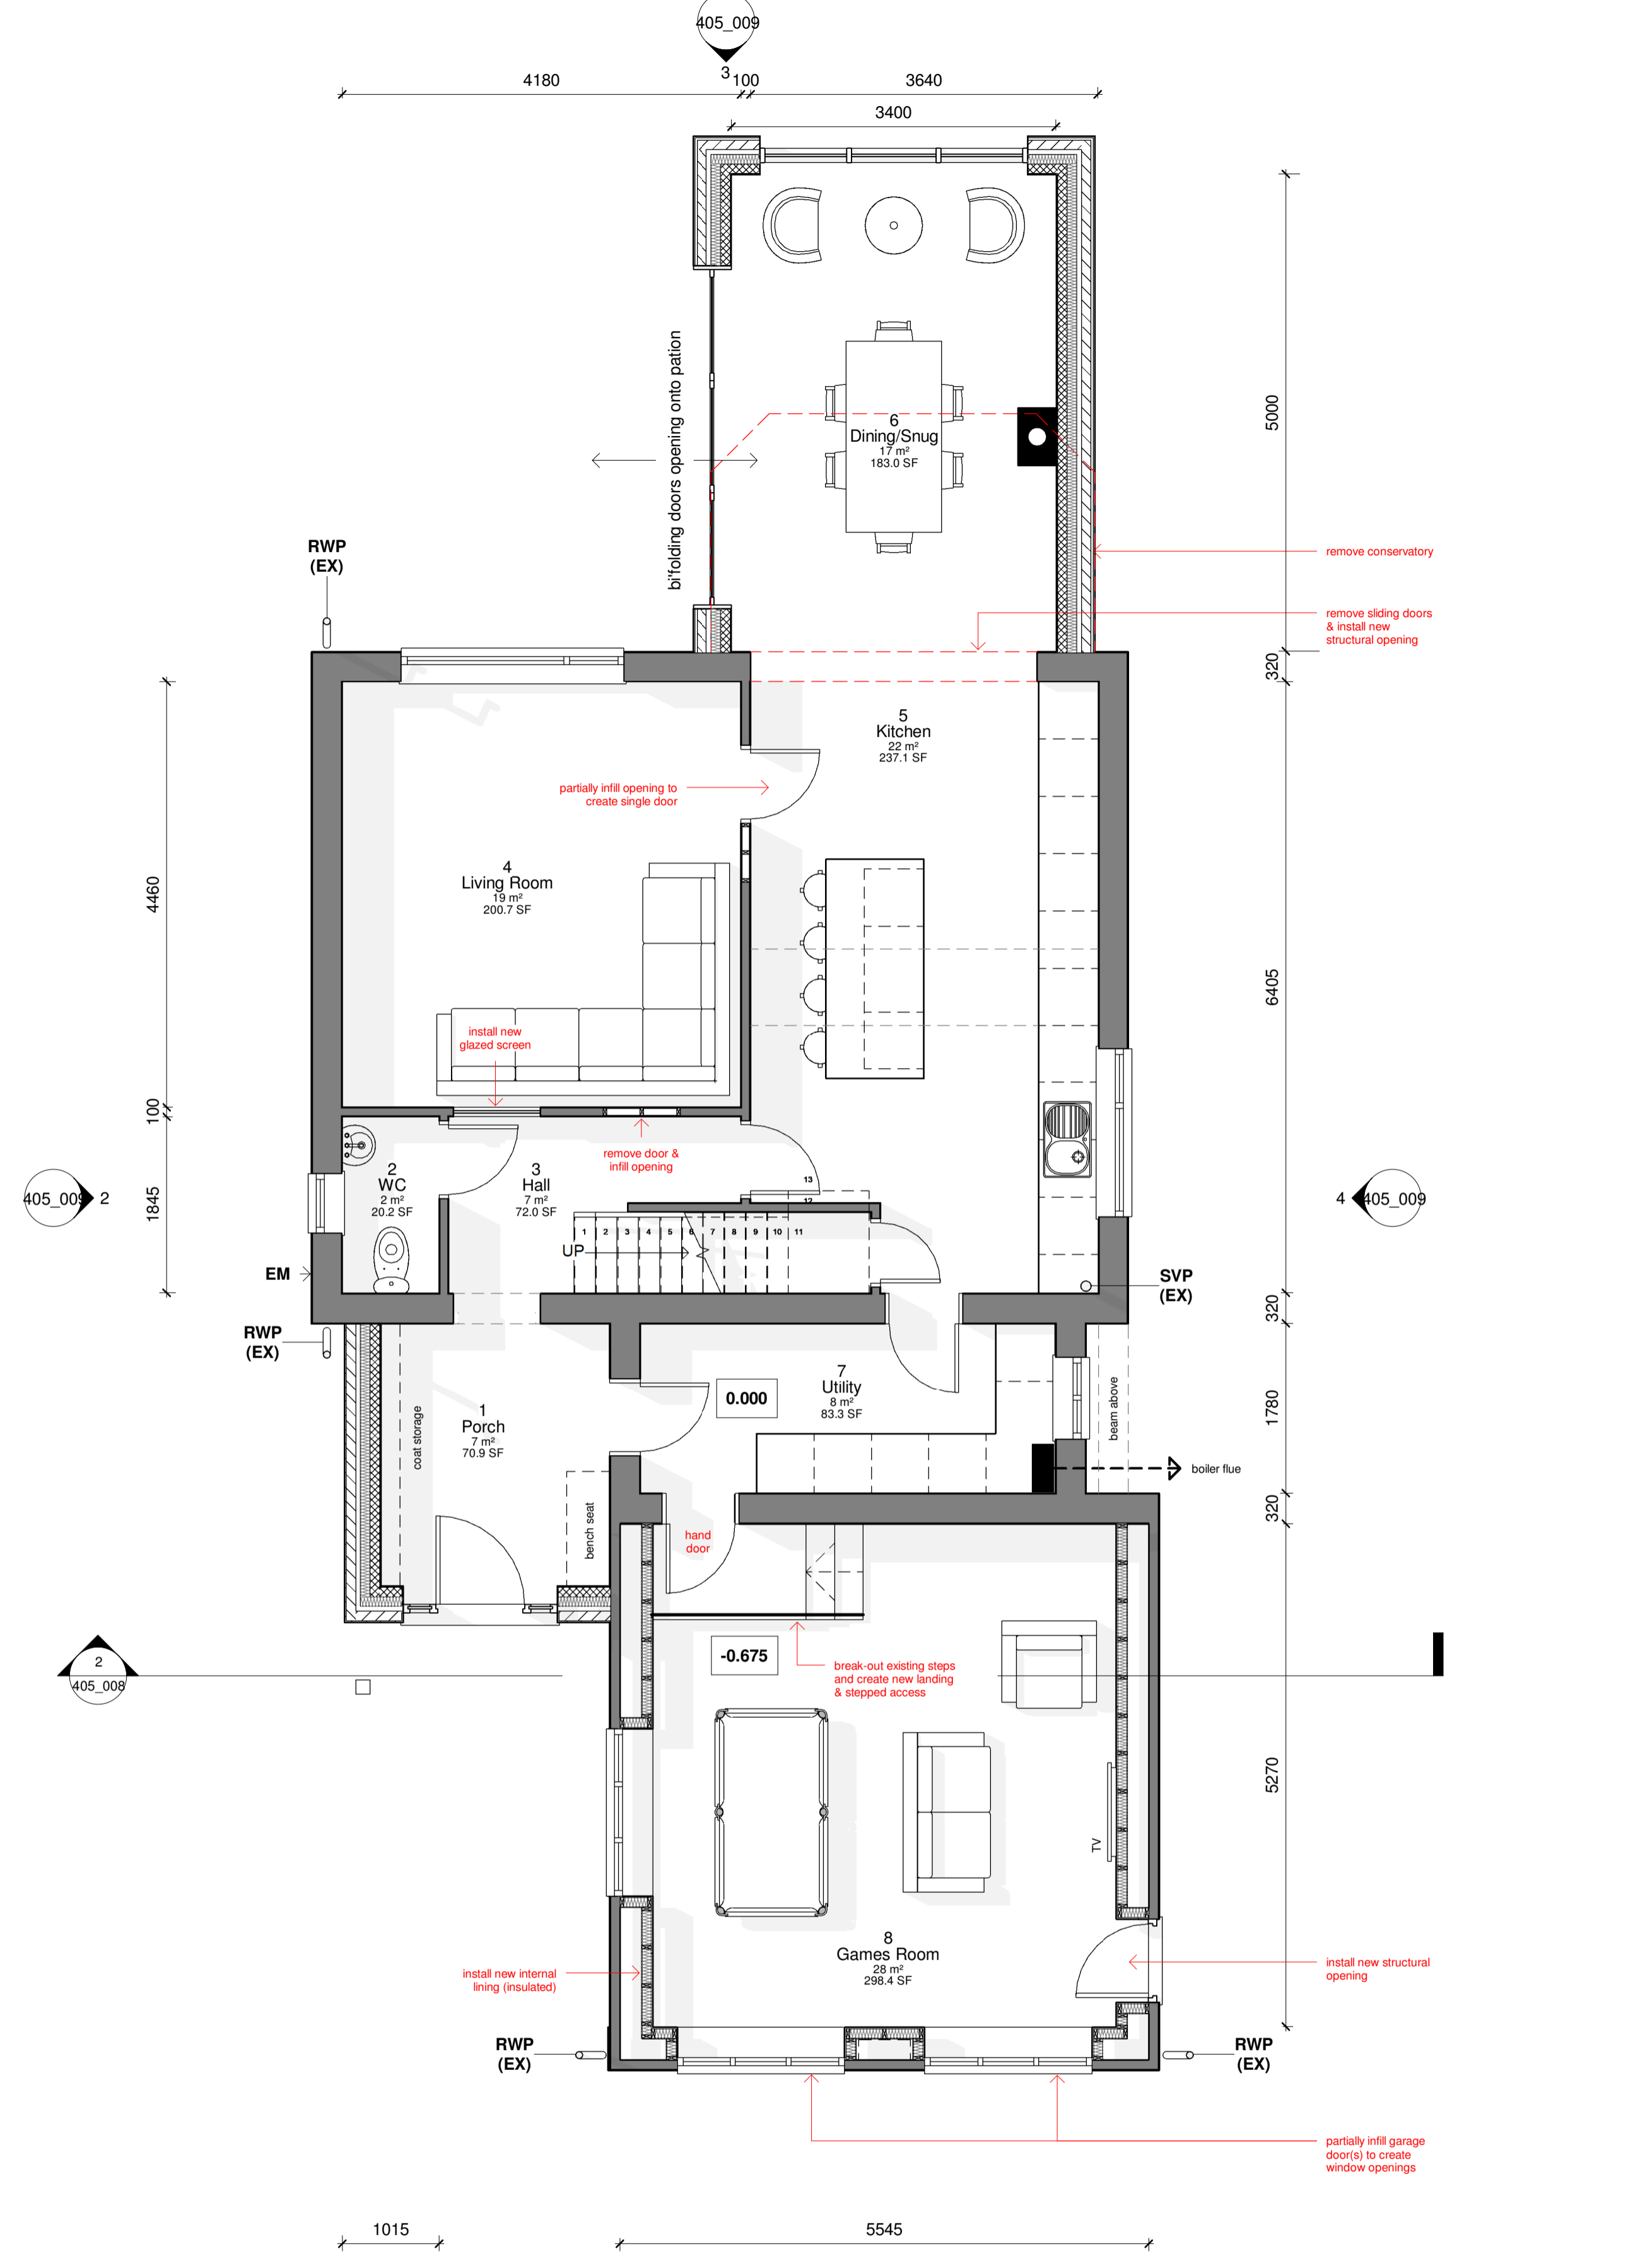 405_009
3
4180
100
3640
3400
bi'folding doors opening onto pation
6
Dining/Snug
17 m²
183.0 SF
5000
remove conservatory
RWP
(EX)
remove sliding doors
& install new
structural opening
320
5
Kitchen
22 m²
237.1 SF
partially infill opening to
create single door
4
Living Room
19 m²
200.7 SF
4460
6405
install new
glazed screen
100
remove door &
infill opening
2
WC
2 m²
20.2 SF
3
Hall
7 m²
72.0 SF
13
12
405_009
2
1845
4
405_009
1
2
3
4
5
6
7
8
9
10
11
UP
EM
SVP
(EX)
320
RWP
(EX)
1
Porch
7 m²
70.9 SF
coat storage
0.000
7
Utility
8 m²
83.3 SF
beam above
1780
boiler flue
bench seat
hand
door
320
2
405_008
-0.675
break-out existing steps
and create new landing
& stepped access
5270
TV
8
Games Room
28 m²
298.4 SF
install new internal
lining (insulated)
install new structural
opening
RWP
(EX)
RWP
(EX)
partially infill garage
door(s) to create
window openings
1015
5545